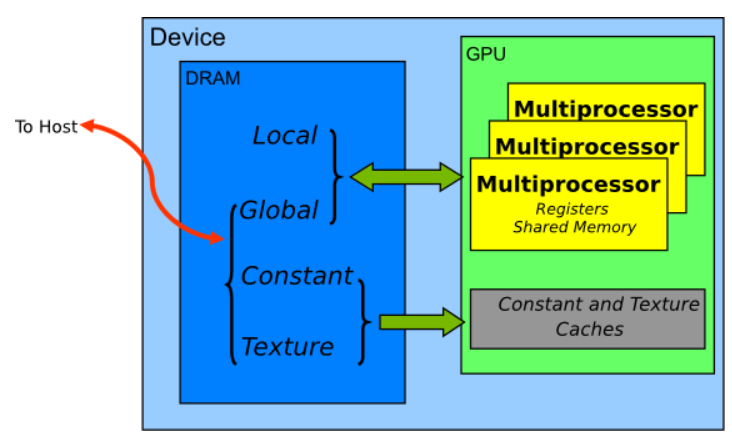 Device
DRAM
GPU
To Host
Local
Global
Constant
Texture
Multiprocessor
Multiprocessor
Multiprocessor
Registers
Shared Memory
Constant and Texture
Caches